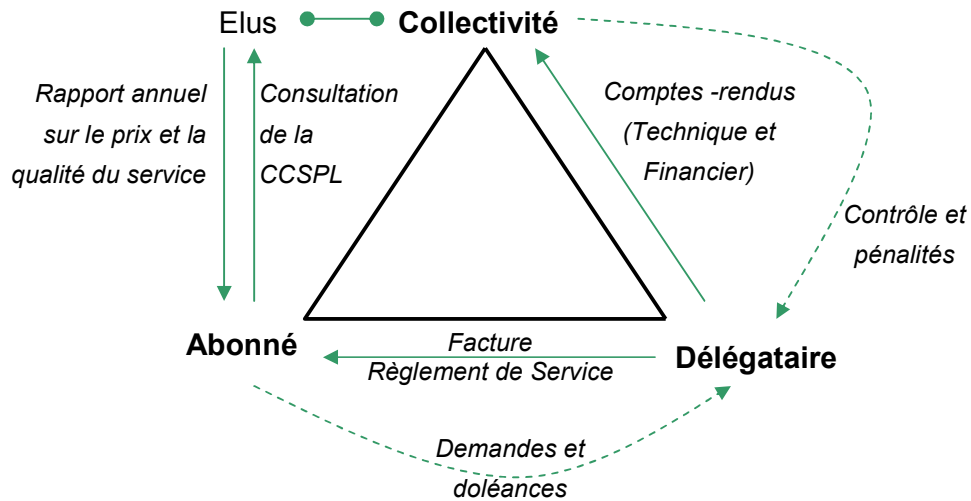 Elus
Collectivité
Rapport annuel
sur le prix et la
qualité du service
Consultation
de la
CCSPL
Comptes -rendus
(Technique et
Financier)
Contrôle et
pénalités
Abonné
Facture
Règlement de Service
Délégataire
Demandes et
doléances